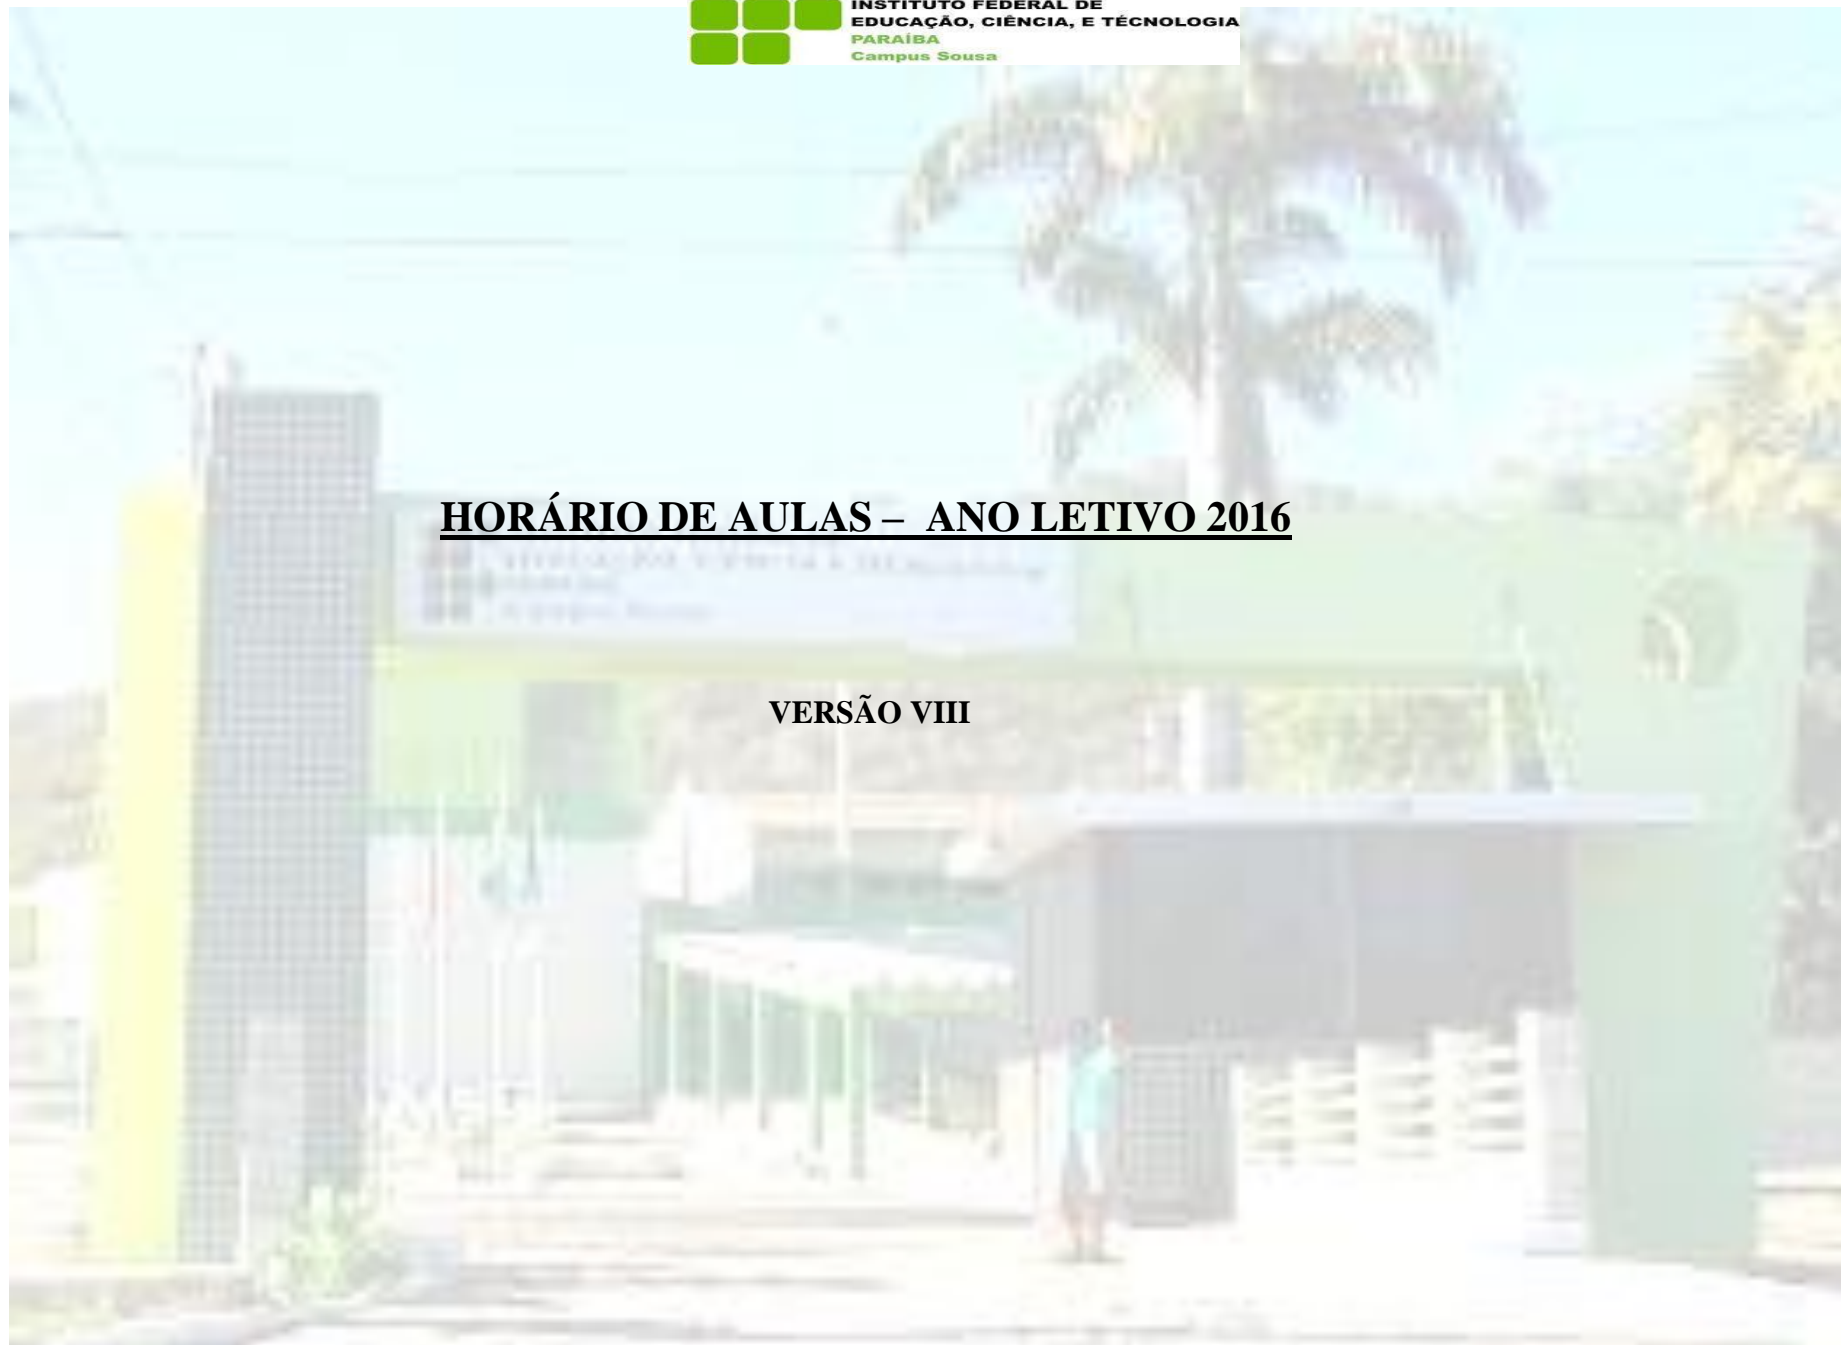 INSTITUTO FEDERAL DE
EDUCAÇÃO, CIÊNCIA, E TÉCNOLOGIA
PARAÍBA
Campus Sousa
HORÁRIO DE AULAS – ANO LETIVO 2016
VERSÃO VIII